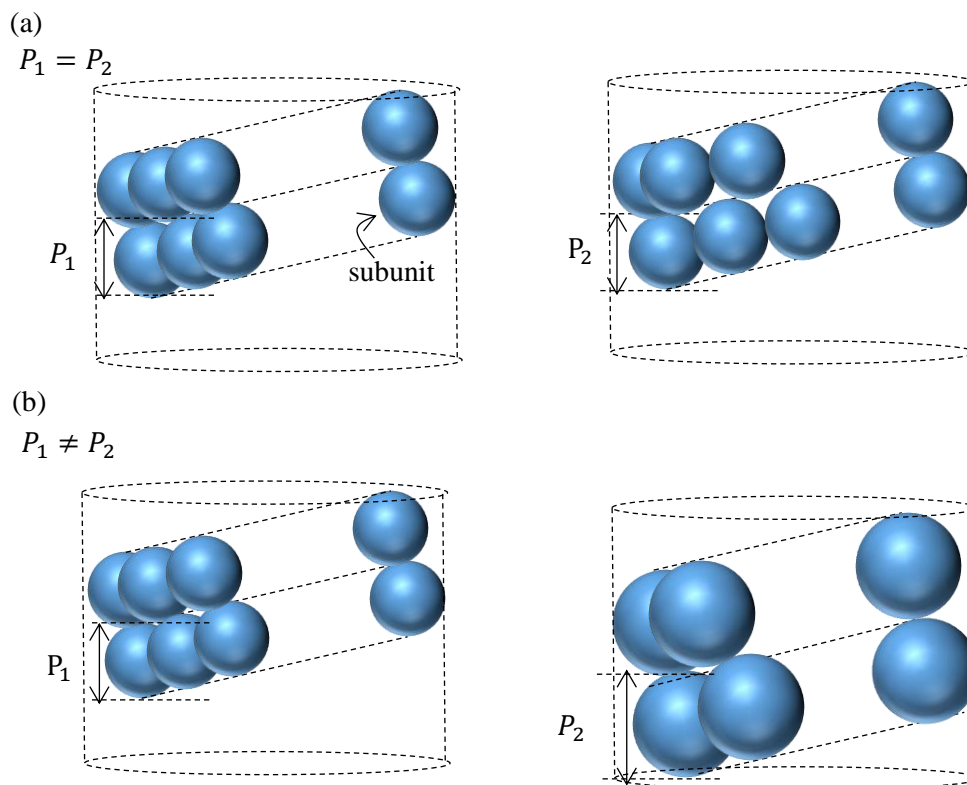 (a)
P₁ = P₂
P₁
subunit
P₂
(b)
P₁ ≠ P₂
P₁
P₂